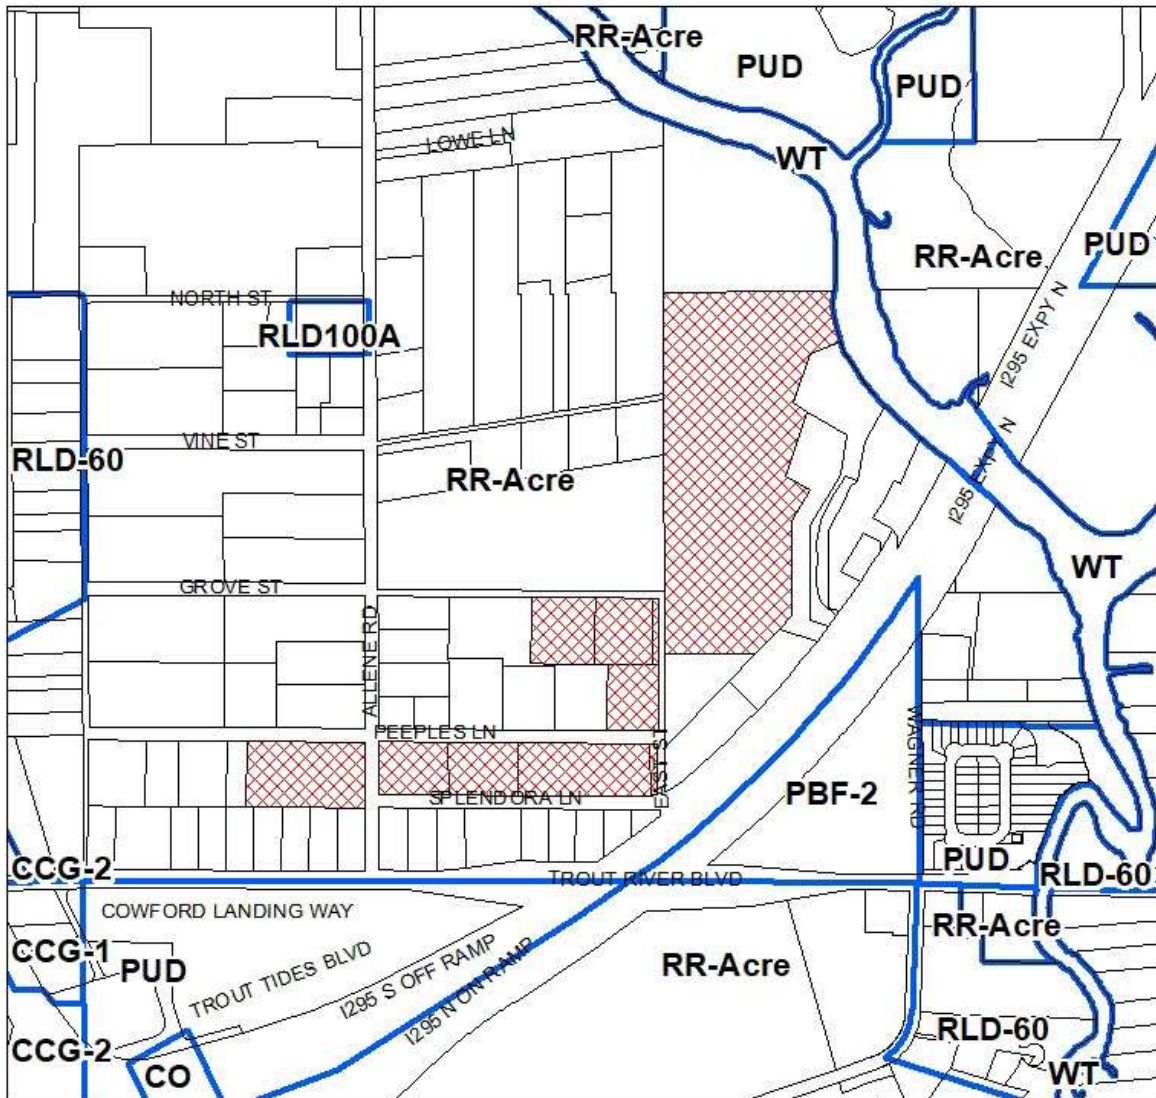 RR-Acre
PUD
PUD
LOWE LN
WT
RR-Acre
PUD
NORTH ST
RLD100A
I295 EXPY N
VINE ST
RLD-60
RR-Acre
I295 EXPY N
WT
GROVE ST
ALLENE RD
PEEPLES LN
EAST ST
WAGNER RD
SPLENDORA LN
PBF-2
CCG-2
TROUT RIVER BLVD
PUD
RLD-60
COWFORD LANDING WAY
RR-Acre
CCG-1
PUD
TROUT TIDES BLVD
I295 S OFF RAMP
I295 N ON RAMP
RR-Acre
RLD-60
CCG-2
CO
WT